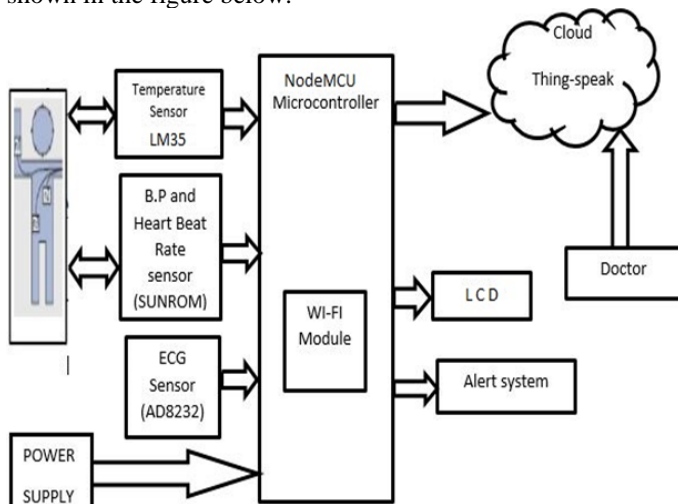 shown in the figure below.
Temperature
Sensor
LM35
B.P and
Heart Beat
Rate
sensor
(SUNROM)
ECG
Sensor
(AD8232)
POWER
SUPPLY
NodeMCU
Microcontroller
WI-FI
Module
Cloud
Thing-speak
Doctor
LCD
Alert system